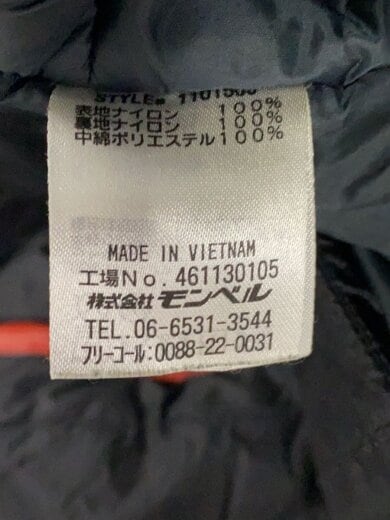 STYLE# 1101500
表地ナイロン 100%
裏地ナイロン 100%
中綿ポリエステル 100%
MADE IN VIETNAM
工場No. 461130105
株式会社 モンベル
TEL. 06-6531-3544
フリーコール:0088-22-0031